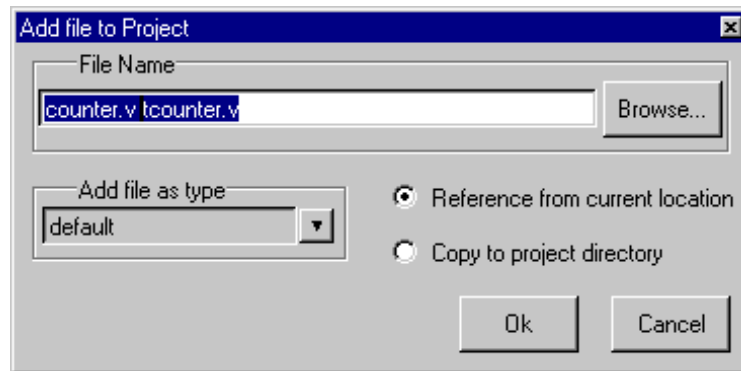 Add file to Project
File Name
counter.v tcounter.v
Browse...
Add file as type
default
Reference from current location
Copy to project directory
Ok
Cancel